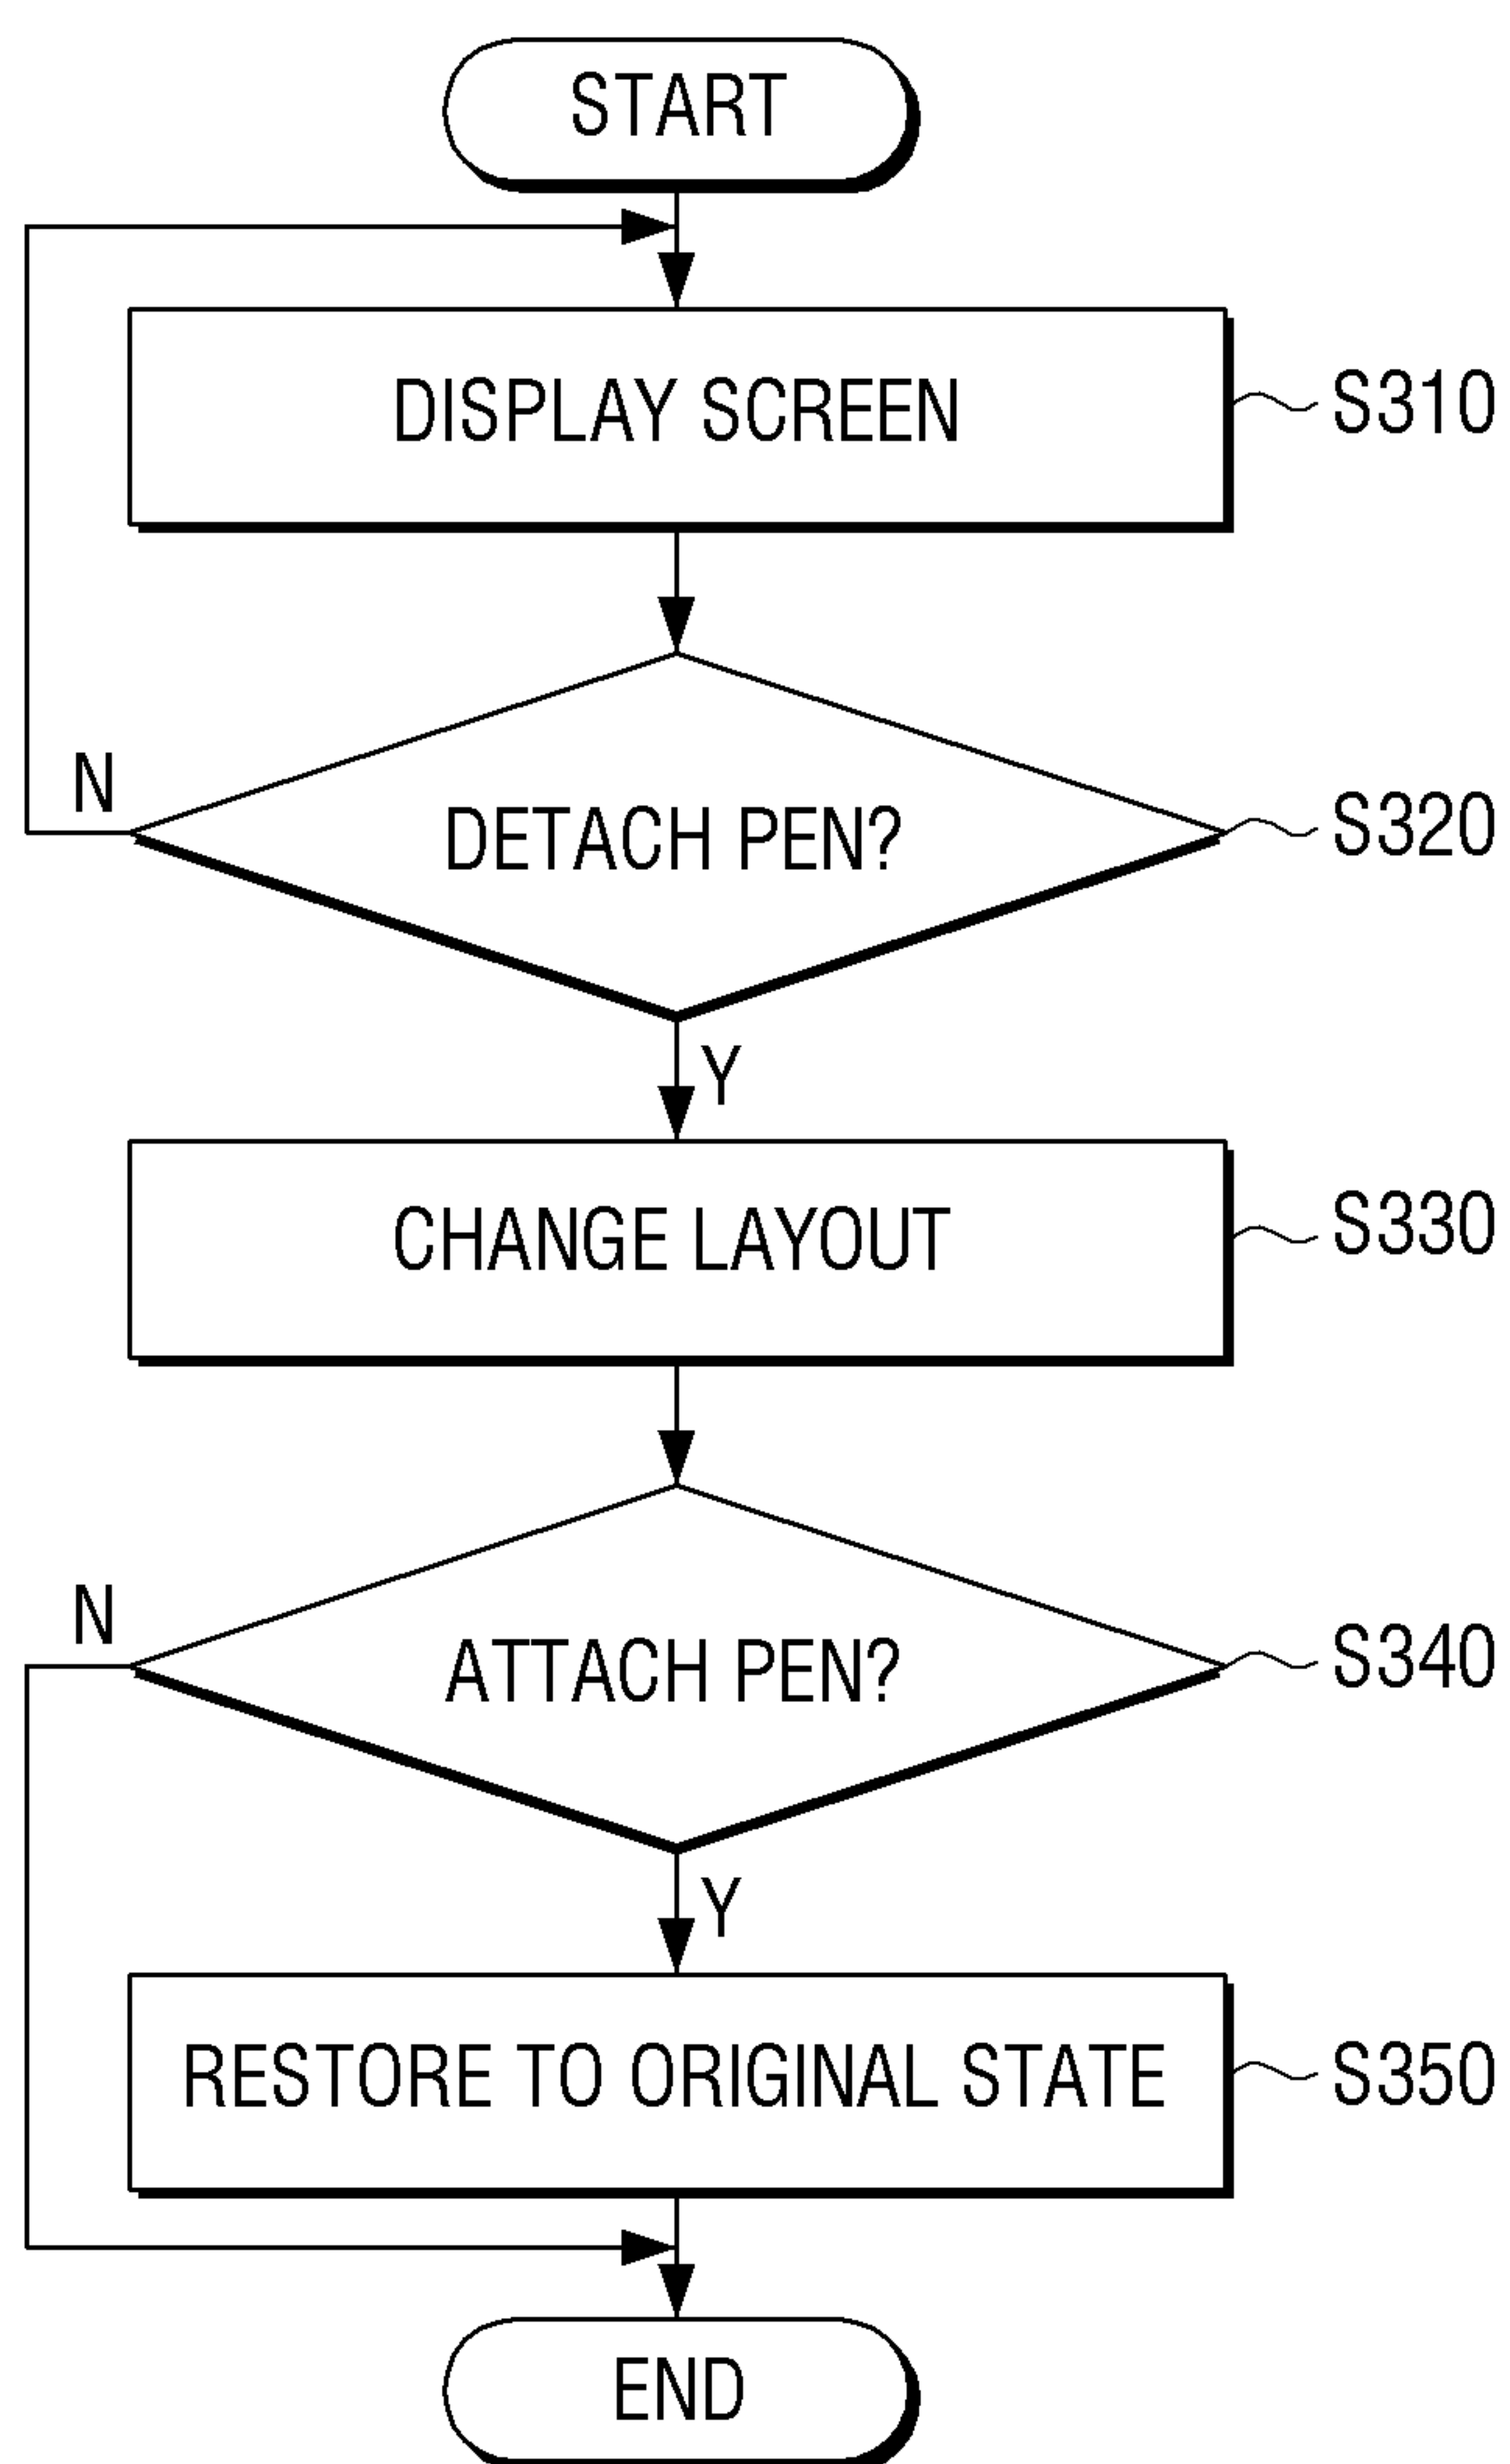 START
DISPLAY SCREEN
S310
N
DETACH PEN?
S320
Y
CHANGE LAYOUT
S330
N
ATTACH PEN?
S340
Y
RESTORE TO ORIGINAL STATE
S350
END